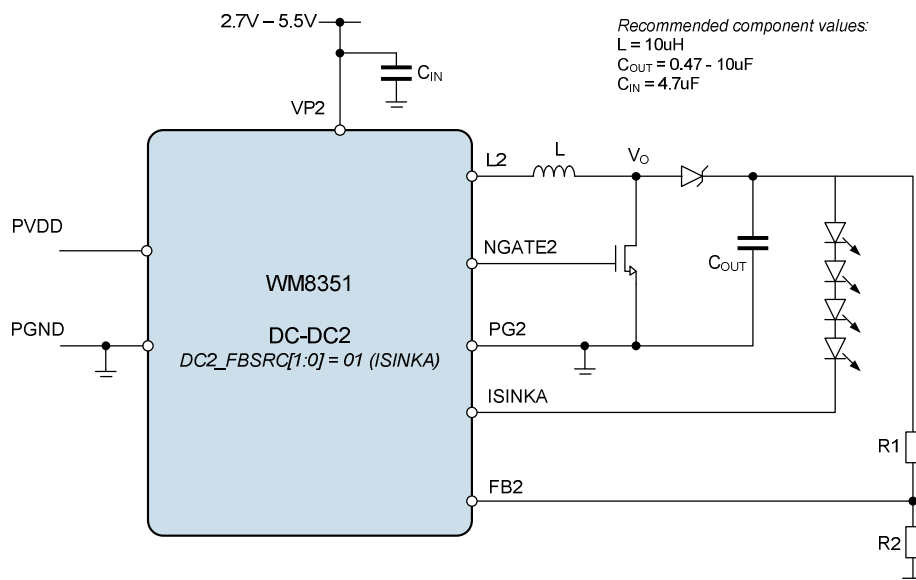 2.7V – 5.5V
Recommended component values:
L = 10uH
COUT = 0.47 - 10uF
CIN = 4.7uF
CIN
VP2
L2
L
VO
PVDD
NGATE2
COUT
WM8351
PGND
DC-DC2
PG2
DC2_FBSRC[1:0] = 01 (ISINKA)
ISINKA
R1
FB2
R2